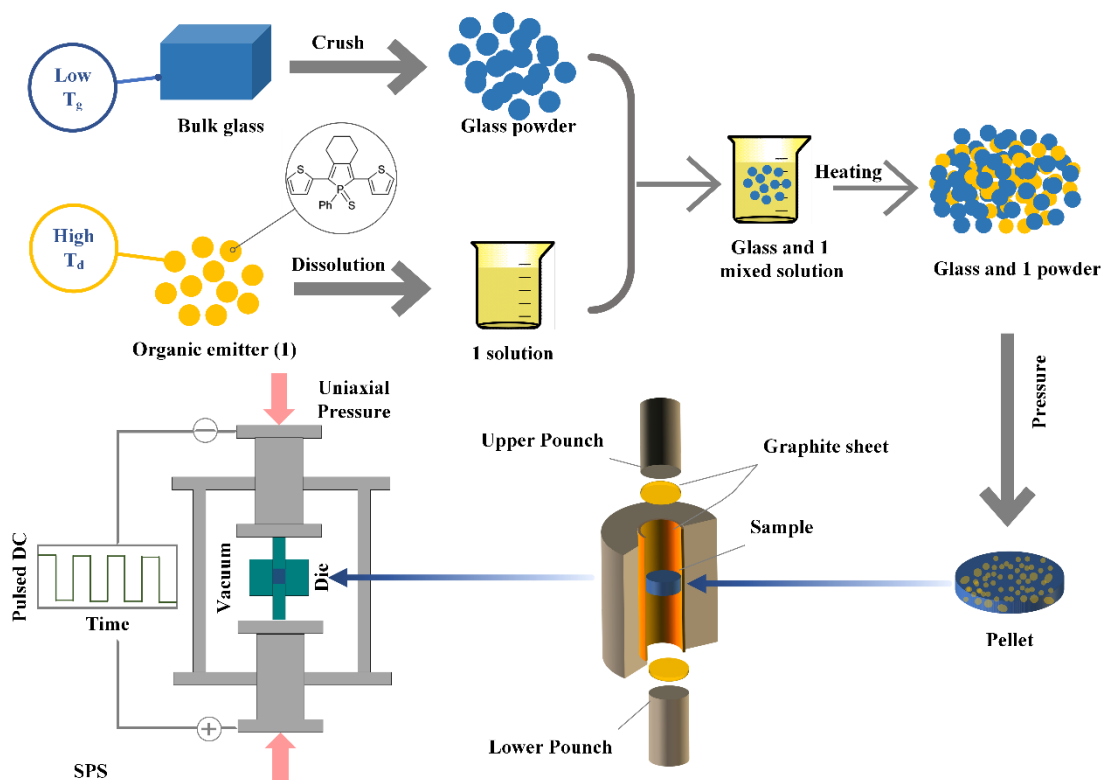 Low
Tg
Bulk glass
Crush
Glass powder
High
Td
Organic emitter (1)
S
S
P
Ph
S
Dissolution
1 solution
Glass and 1
mixed solution
Heating
Glass and 1 powder
Pressure
Pellet
Upper Pounch
Graphite sheet
Sample
Lower Pounch
Uniaxial
Pressure
−
Pulsed DC
Time
Vacuum
Die
+
SPS